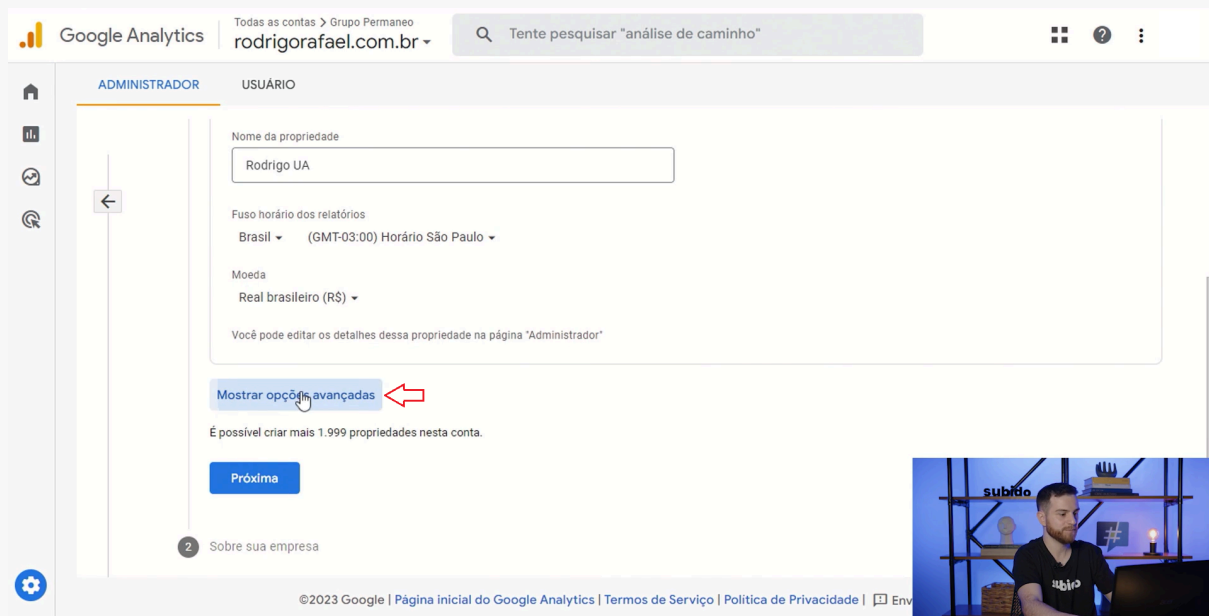 Todas as contas > Grupo Permaneo
Google Analytics
rodrigorafael.com.br
Tente pesquisar "análise de caminho"
ADMINISTRADOR
USUÁRIO
Nome da propriedade
Rodrigo UA
Fuso horário dos relatórios
Brasil
(GMT-03:00) Horário São Paulo
Moeda
Real brasileiro (R$)
Você pode editar os detalhes dessa propriedade na página "Administrador"
Mostrar opções avançadas
É possível criar mais 1.999 propriedades nesta conta.
Próxima
subido
#
subido
2 Sobre sua empresa
©2023 Google | Página inicial do Google Analytics | Termos de Serviço | Política de Privacidade | Env